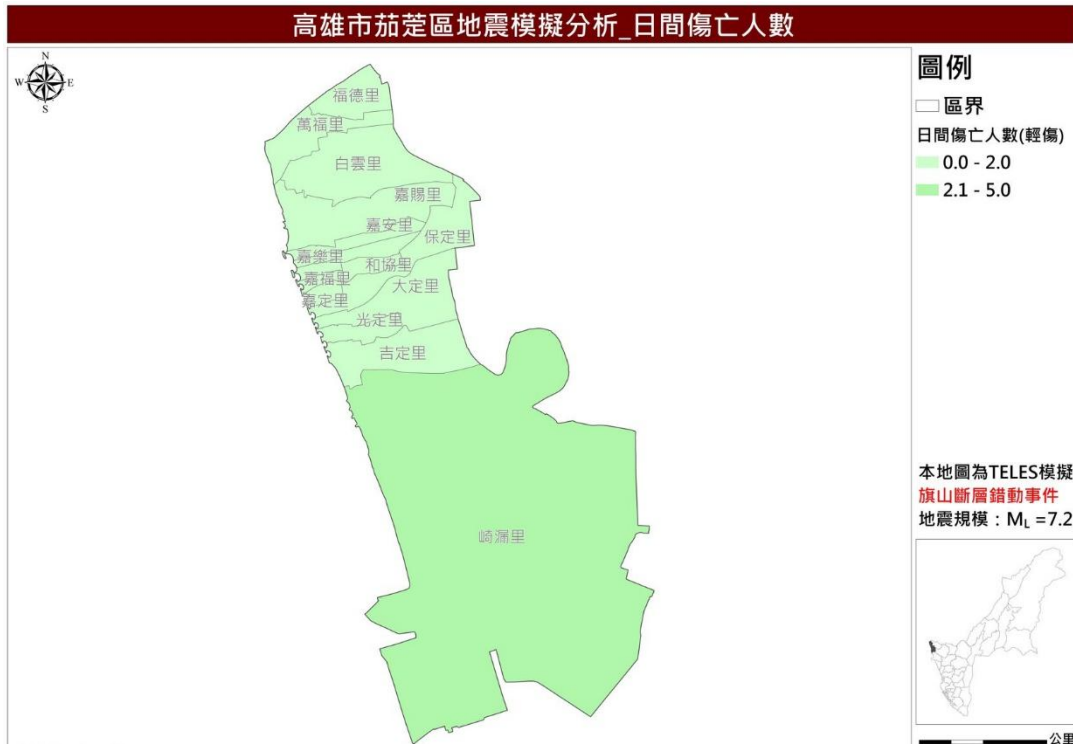 高雄市茄萣區地震模擬分析_日間傷亡人數
N
W E
S
福德里
萬福里
白雲里
嘉賜里
嘉安里
保定里
嘉樂里
和協里
嘉福里
大定里
嘉定里
光定里
吉定里
崎漏里
圖例
區界
日間傷亡人數(輕傷)
0.0 - 2.0
2.1 - 5.0
本地圖為TELES模擬
旗山斷層錯動事件
地震規模：ML =7.2
公里